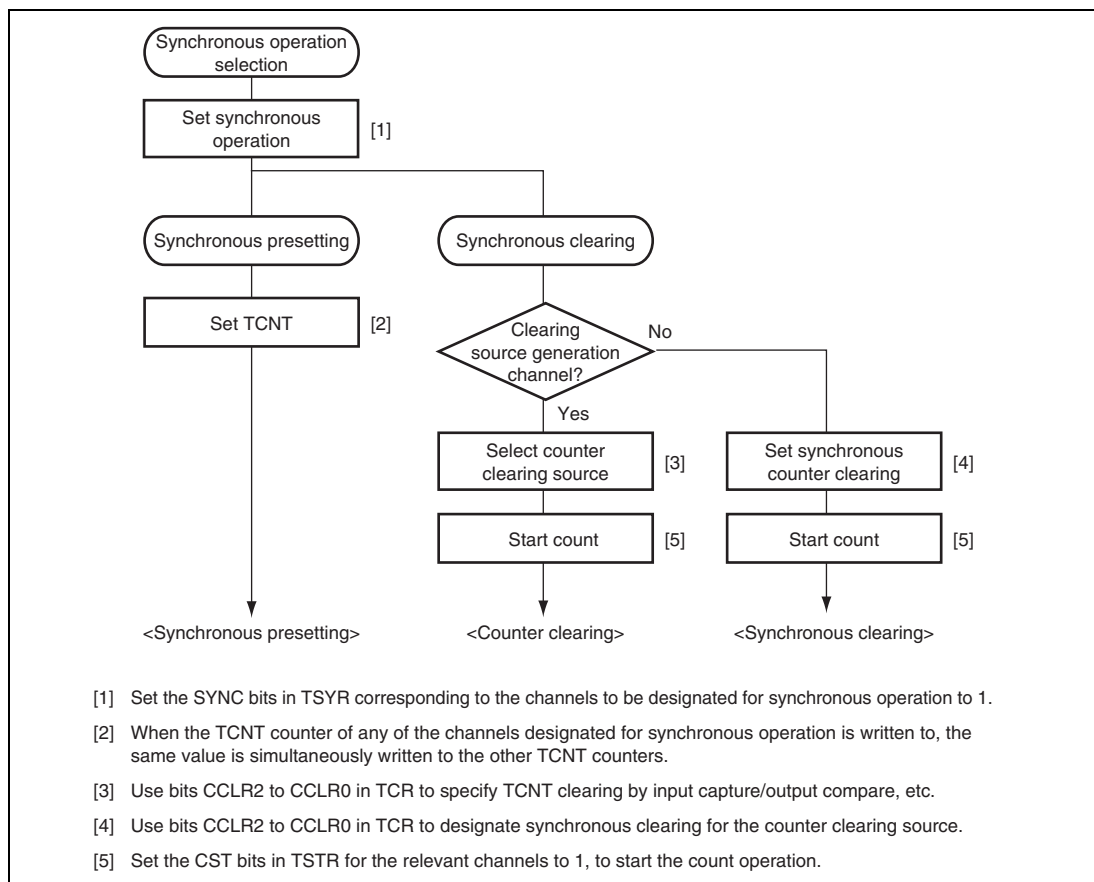 Synchronous operation
selection
Set synchronous
operation
[1]
Synchronous presetting
Synchronous clearing
Set TCNT
[2]
Clearing
source generation
channel?
No
Yes
Select counter
clearing source
[3]
Set synchronous
counter clearing
[4]
Start count
[5]
Start count
[5]
<Synchronous presetting>
<Counter clearing>
<Synchronous clearing>
[1] Set the SYNC bits in TSYR corresponding to the channels to be designated for synchronous operation to 1.
[2] When the TCNT counter of any of the channels designated for synchronous operation is written to, the
same value is simultaneously written to the other TCNT counters.
[3] Use bits CCLR2 to CCLR0 in TCR to specify TCNT clearing by input capture/output compare, etc.
[4] Use bits CCLR2 to CCLR0 in TCR to designate synchronous clearing for the counter clearing source.
[5] Set the CST bits in TSTR for the relevant channels to 1, to start the count operation.